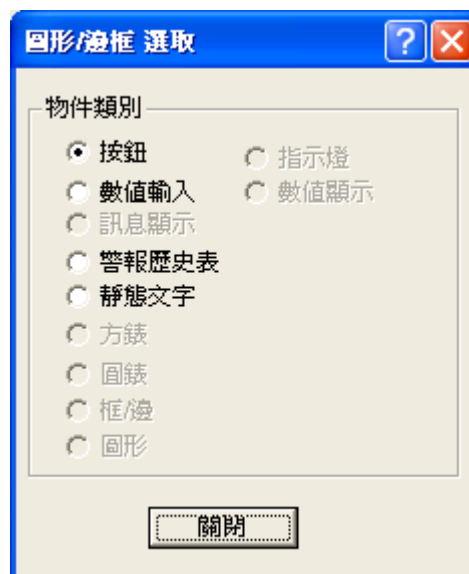 圖形/邊框 選取
物件類別
按鈕
指示燈
數值輸入
數值顯示
訊息顯示
警報歷史表
靜態文字
方錶
圓錶
框/邊
圖形
關閉